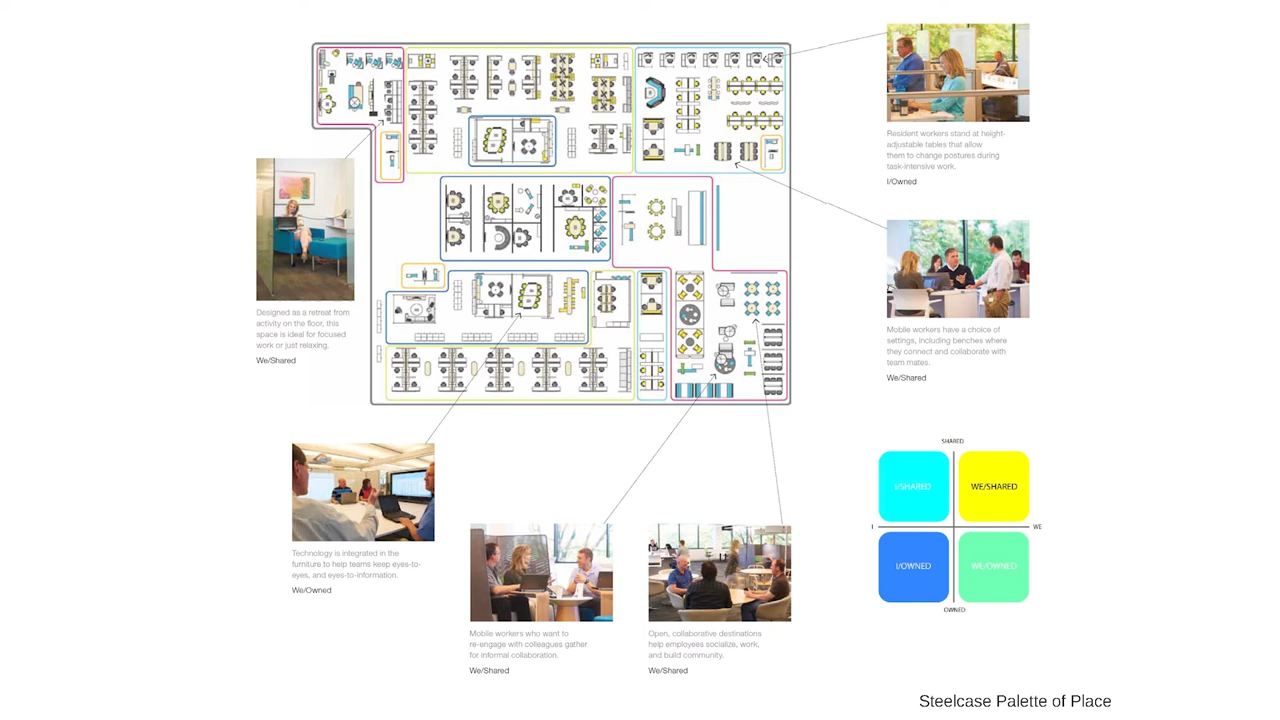 Resident workers stand at height-
adjustable tables that allow
them to change postures during
task-intensive work.
I/Owned
Designed as a retreat from
activity on the floor, this
space is ideal for focused
work or just relaxing.
We/Shared
Mobile workers have a choice of
settings, including benches where
they connect and collaborate with
team mates.
We/Shared
Technology is integrated in the
furniture to help teams keep eyes-to-
eyes, and eyes-to-information.
We/Owned
Mobile workers who want to
re-engage with colleagues gather
for informal collaboration.
We/Shared
Open, collaborative destinations
help employees socialize, work,
and build community.
We/Shared
SHARED
I/SHARED
WE/SHARED
I
WE
I/OWNED
WE/OWNED
OWNED
Steelcase Palette of Place